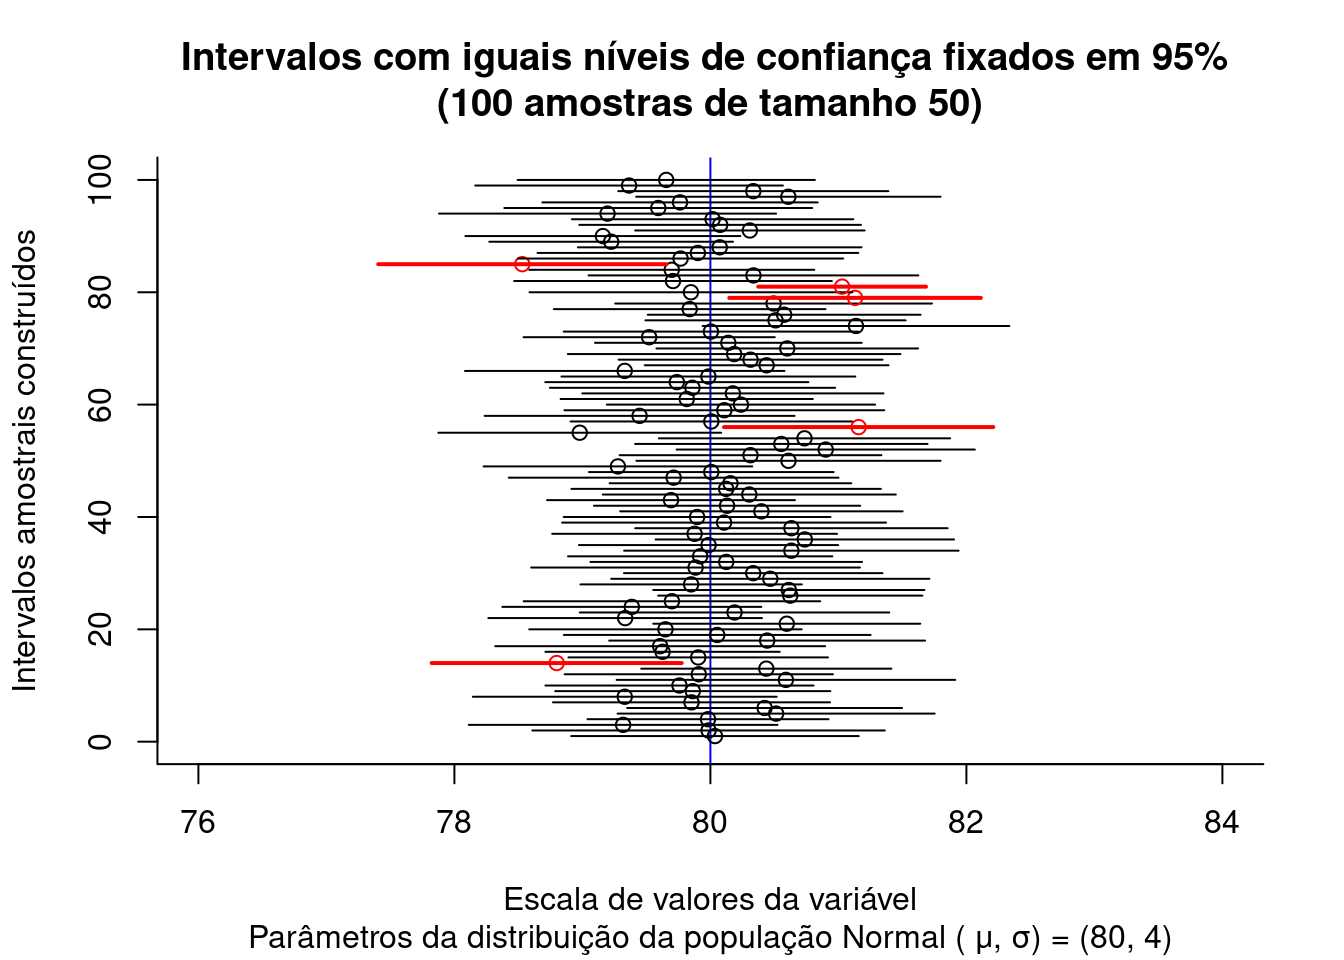 Intervalos com iguais níveis de confiança fixados em 95%
(100 amostras de tamanho 50)
Intervalos amostrais construídos
100
80
60
40
20
0
76 78 80 82 84
Escala de valores da variável
Parâmetros da distribuição da população Normal ( μ, σ) = (80, 4)